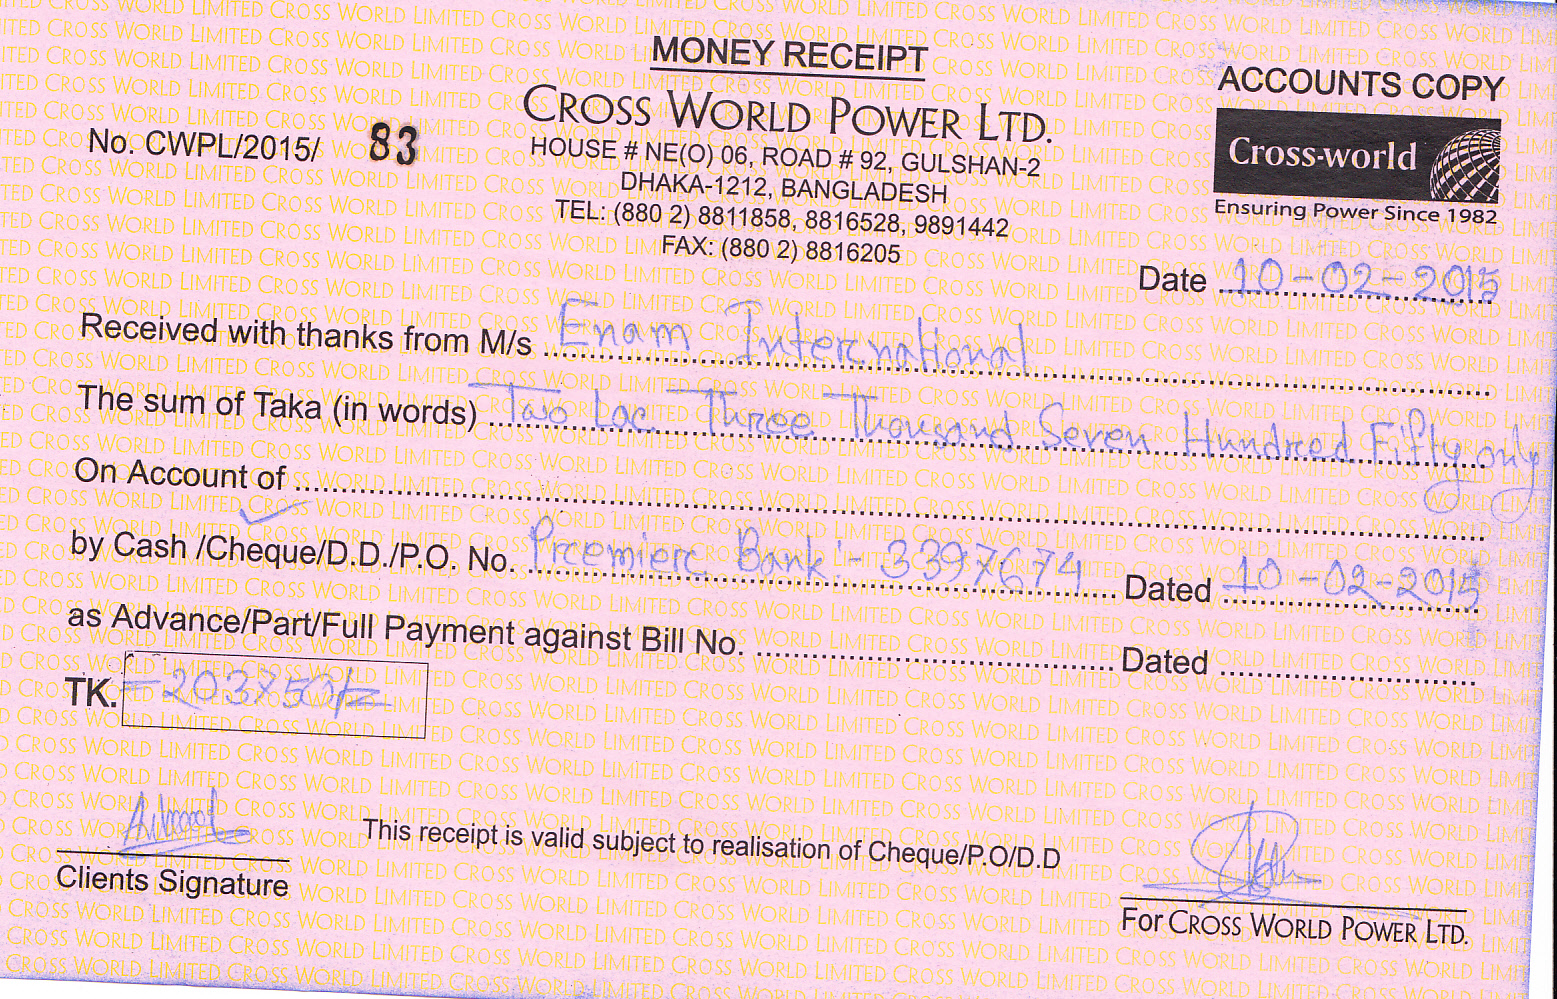 MONEY RECEIPT
ACCOUNTS COPY
CROSS WORLD POWER LTD.
No. CWPL/2015/ 83
HOUSE # NE(O) 06, ROAD # 92, GULSHAN-2
DHAKA-1212, BANGLADESH
TEL: (880 2) 8811858, 8816528, 9891442
FAX: (880 2) 8816205
Cross-world
Ensuring Power Since 1982
Date 10-02-2015
Received with thanks from M/s Enam International
The sum of Taka (in words) Two Lac Three Thousand Seven Hundred Fifty only
On Account of
by Cash /Cheque/D.D./P.O. No. Premier Bank:- 3397674 Dated 10-02-2015
as Advance/Part/Full Payment against Bill No. Dated
TK. =203750/=
This receipt is valid subject to realisation of Cheque/P.O/D.D
Clients Signature
For CROSS WORLD POWER LTD.